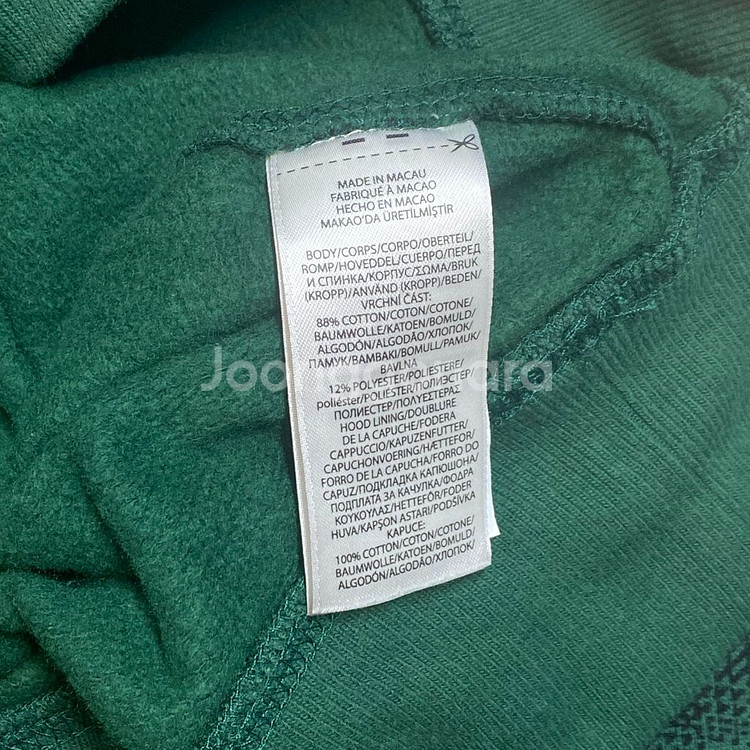 MADE IN MACAU
FABRIQUÉ À MACAO
HECHO EN MACAO
MAKAO'DA ÜRETİLMİŞTİR
BODY/CORPS/CORPO/OBERTEIL/
ROMP/HOVEDDEL/CUERPO/ПЕРЕД
И СПИНКА/КОРПУС/ΣΩΜΑ/BRUK
(KROPP)/ANVÄND (KROPP)/BEDEN/
VRCHNÍ ČÁST:
88% COTTON/COTON/COTONE/
BAUMWOLLE/KATOEN/BOMULD/
ALGODÓN/ALGODÃO/ХЛОПОК/
ПАМУК/ΒΑΜΒΑΚΙ/BOMULL/PAMUK/
BAVLNA
12% POLYESTER/POLIESTERE/
poliéster/POLIÉSTER/ПОЛИЭСТЕР/
ПОЛИЕСТЕР/ΠΟΛΥΕΣΤΕΡΑΣ
HOOD LINING/DOUBLURE
DE LA CAPUCHE/FODERA
CAPPUCCIO/KAPUZENFUTTER/
CAPUCHONVOERING/HÆTTEFOR/
FORRO DE LA CAPUCHA/FORRO DO
CAPUZ/ПОДКЛАДКА КАПЮШОНА/
ПОДПЛАТА ЗА КАЧУЛКА/ΦΟΔΡΑ
ΚΟΥΚΟΥΛΑΣ/HETTEFÔR/FODER
HUVA/KAPŞON ASTARI/PODŠÍVKA
KAPUCE:
100% COTTON/COTON/COTONE/
BAUMWOLLE/KATOEN/BOMULD/
ALGODÓN/ALGODÃO/ХЛОПОК/